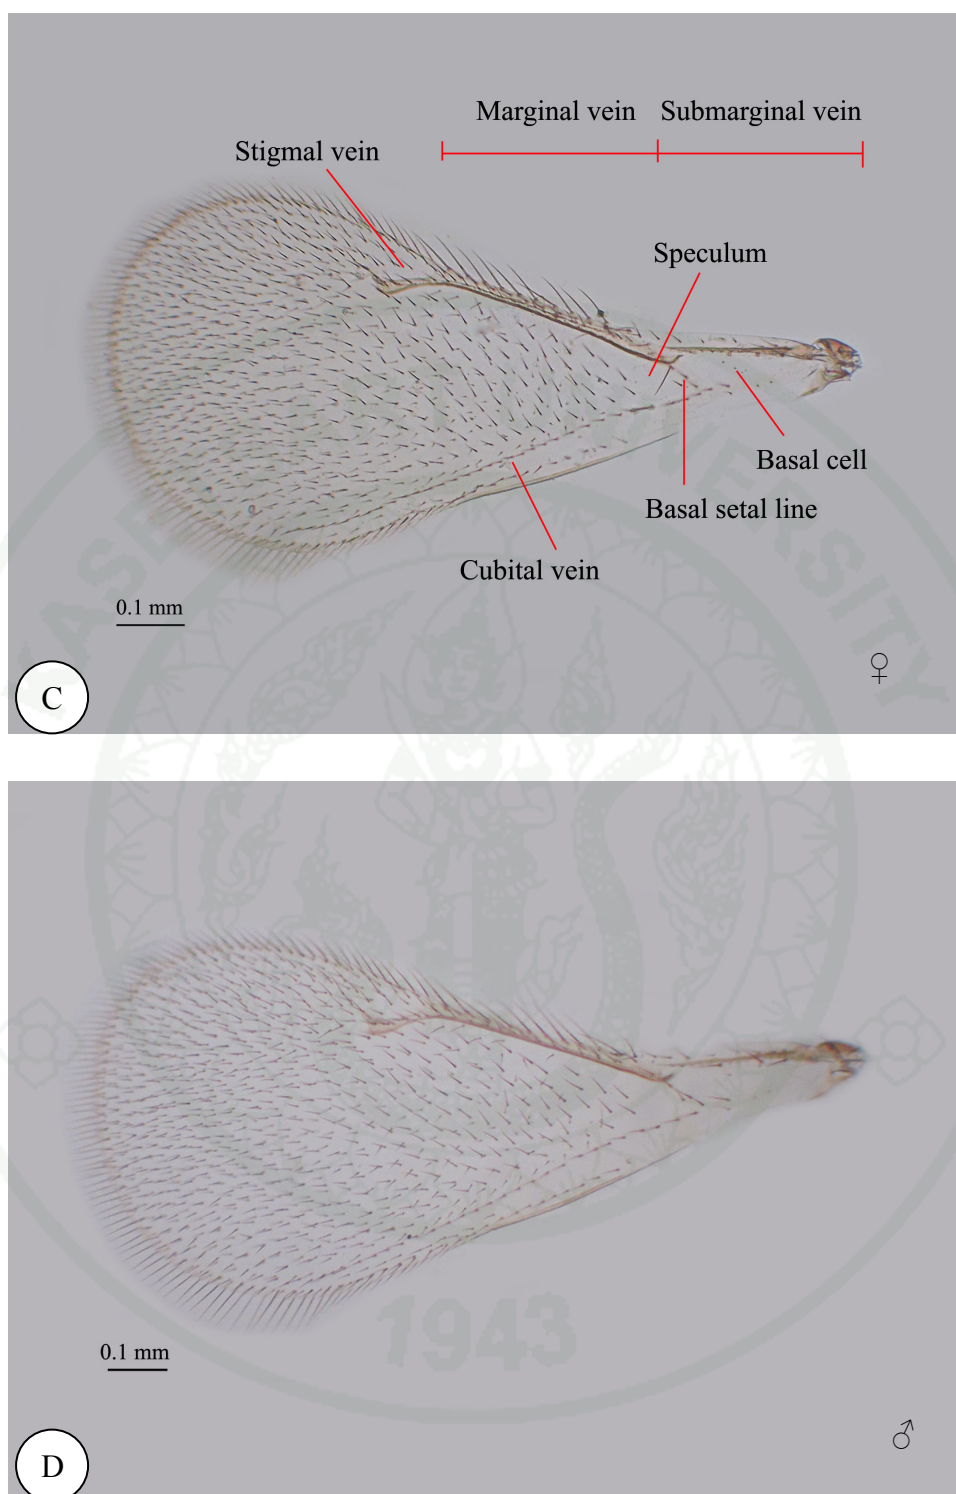 Marginal vein Submarginal vein
Stigmal vein
Speculum
Basal cell
Basal setal line
Cubital vein
0.1 mm
♀
C
1943
0.1 mm
♂
D